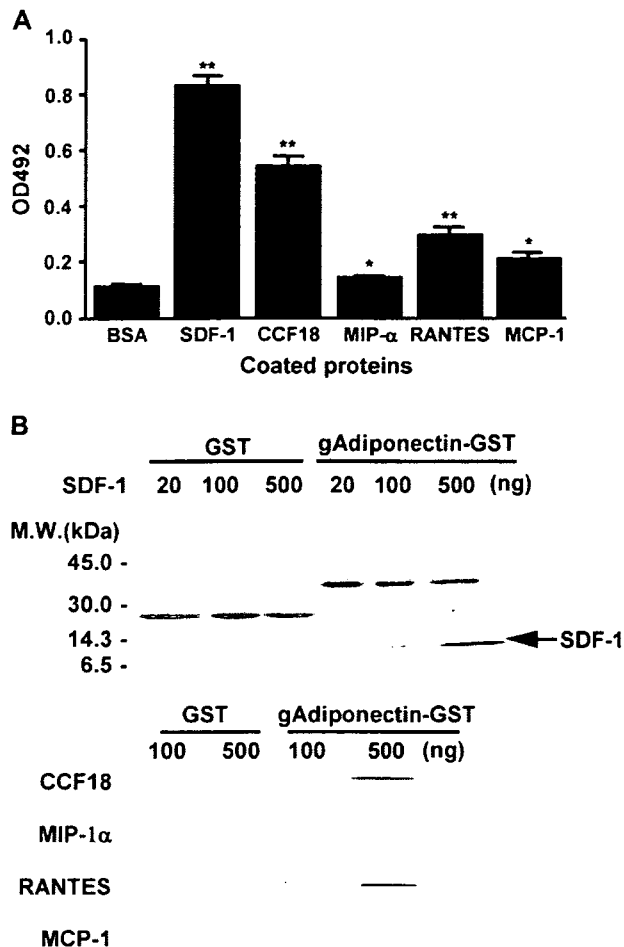 A
OD492
1.0
0.8
0.6
0.4
0.2
0.0
**
**
*
**
*
BSA SDF-1 CCF18 MIP-α RANTES MCP-1
Coated proteins
B
GST gAdiponectin-GST
SDF-1 20 100 500 20 100 500 (ng)
M.W.(kDa)
45.0 -
30.0 -
14.3 -
6.5 -
SDF-1
GST gAdiponectin-GST
100 500 100 500 (ng)
CCF18
MIP-1α
RANTES
MCP-1